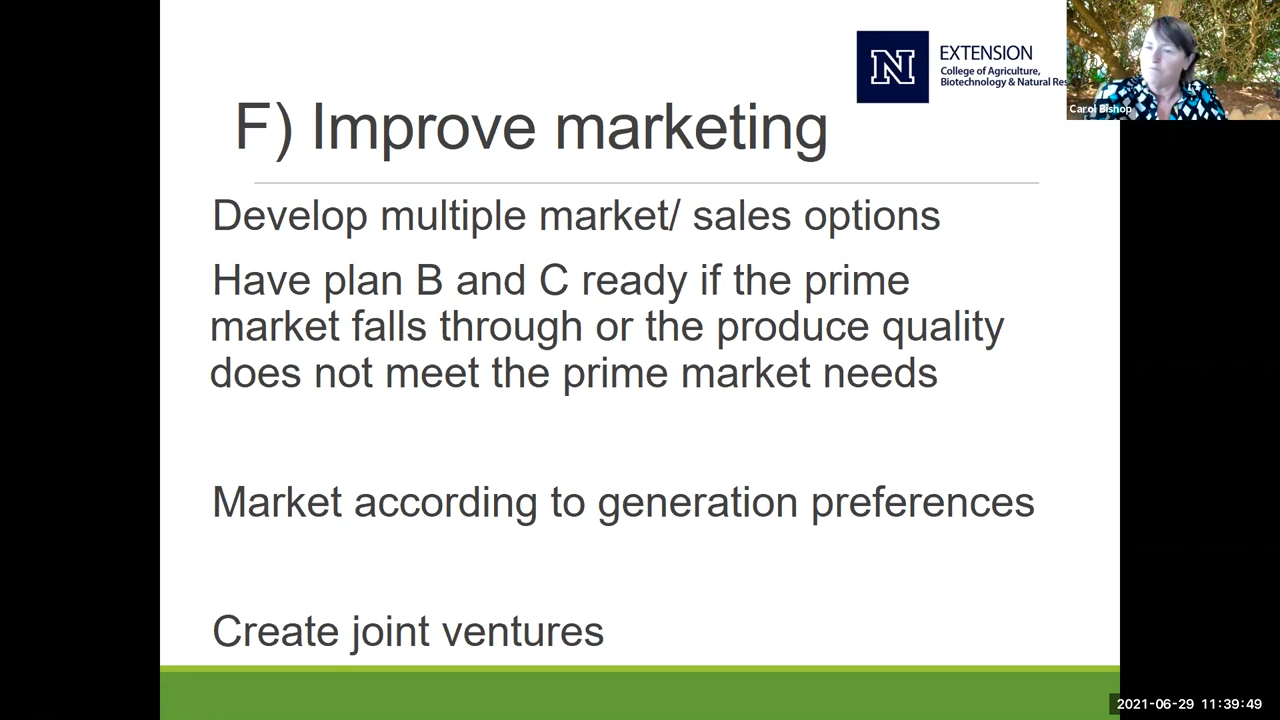 N EXTENSION
College of Agriculture,
Biotechnology & Natural Res
Carol Bishop
F) Improve marketing
Develop multiple market/ sales options
Have plan B and C ready if the prime
market falls through or the produce quality
does not meet the prime market needs
Market according to generation preferences
Create joint ventures
2021-06-29 11:39:49